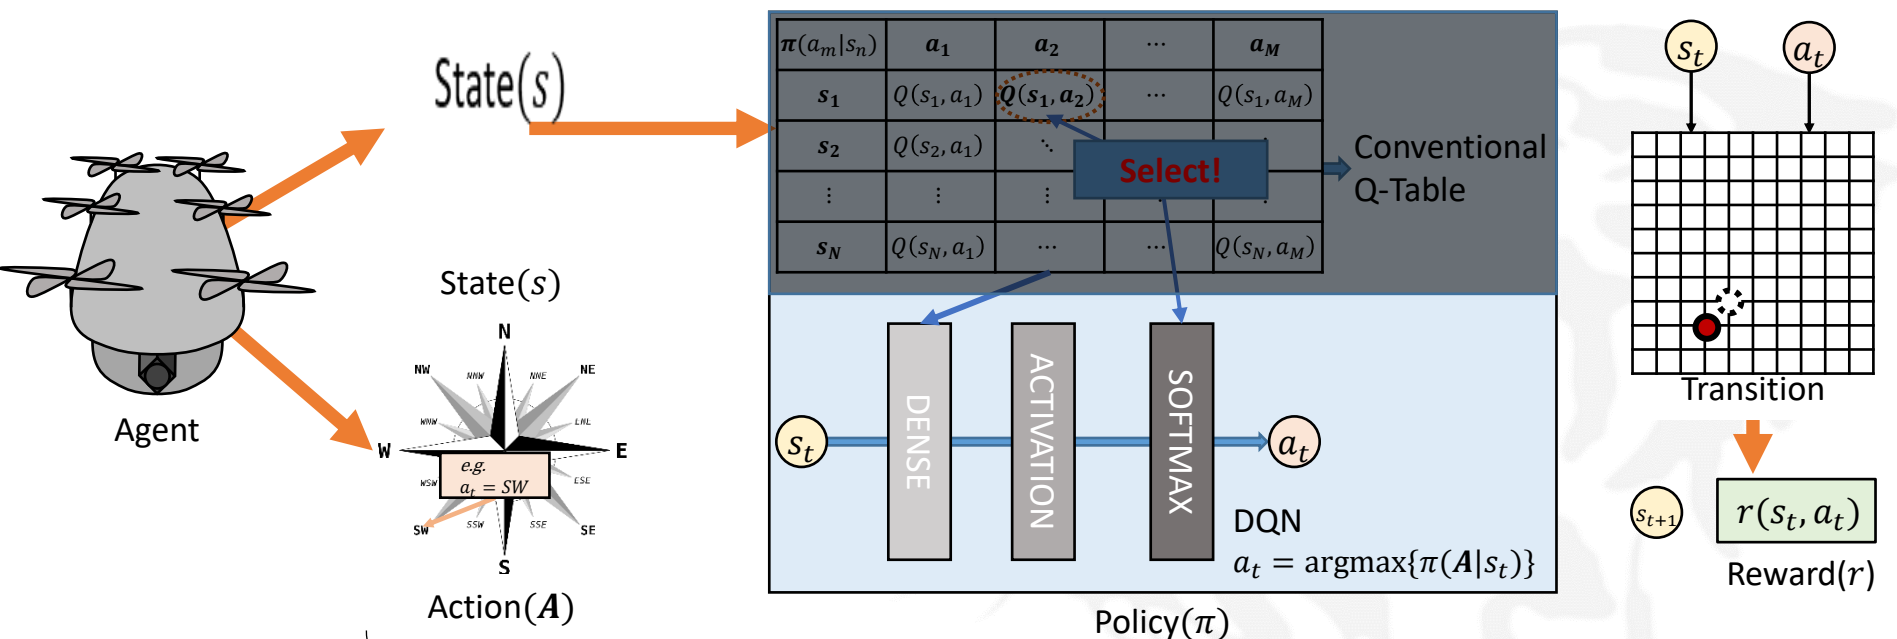 State(s)
Agent
State(s)
N
NW
NNW
NNE
NE
WNW
ENE
W
E
e.g.
a_t = SW
WSW
ESE
SW
SSW
SSE
SE
S
Action(A)
π(a_m|s_n) a_1 a_2 ⋯ a_M
s_1 Q(s_1, a_1) Q(s_1, a_2) ⋯ Q(s_1, a_M)
s_2 Q(s_2, a_1) ⋱
Select!
⋮ ⋮ ⋮
s_N Q(s_N, a_1) ⋯ ⋯ Q(s_N, a_M)
Conventional
Q-Table
s_t
DENSE
ACTIVATION
SOFTMAX
a_t
DQN
a_t = argmax{π(A|s_t)}
Policy(π)
s_t
a_t
Transition
s_{t+1}
r(s_t, a_t)
Reward(r)